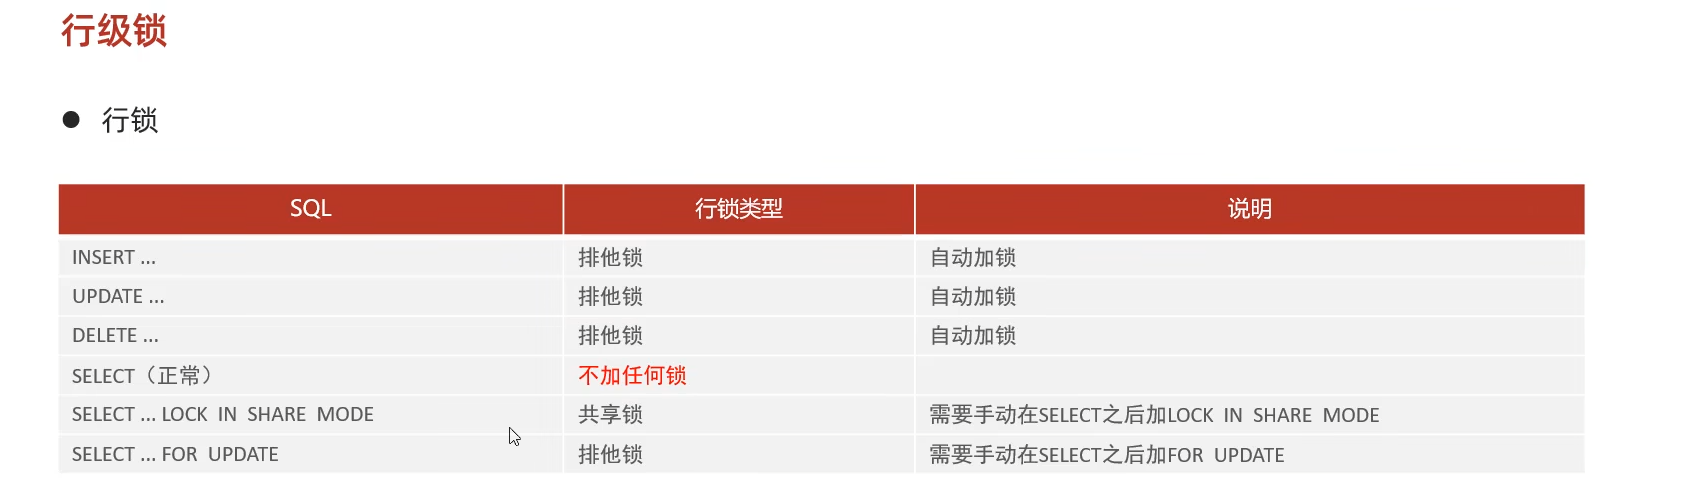 行级锁
行锁
SQL 行锁类型 说明
INSERT ... 排他锁 自动加锁
UPDATE ... 排他锁 自动加锁
DELETE ... 排他锁 自动加锁
SELECT（正常） 不加任何锁
SELECT ... LOCK IN SHARE MODE 共享锁 需要手动在SELECT之后加LOCK IN SHARE MODE
SELECT ... FOR UPDATE 排他锁 需要手动在SELECT之后加FOR UPDATE